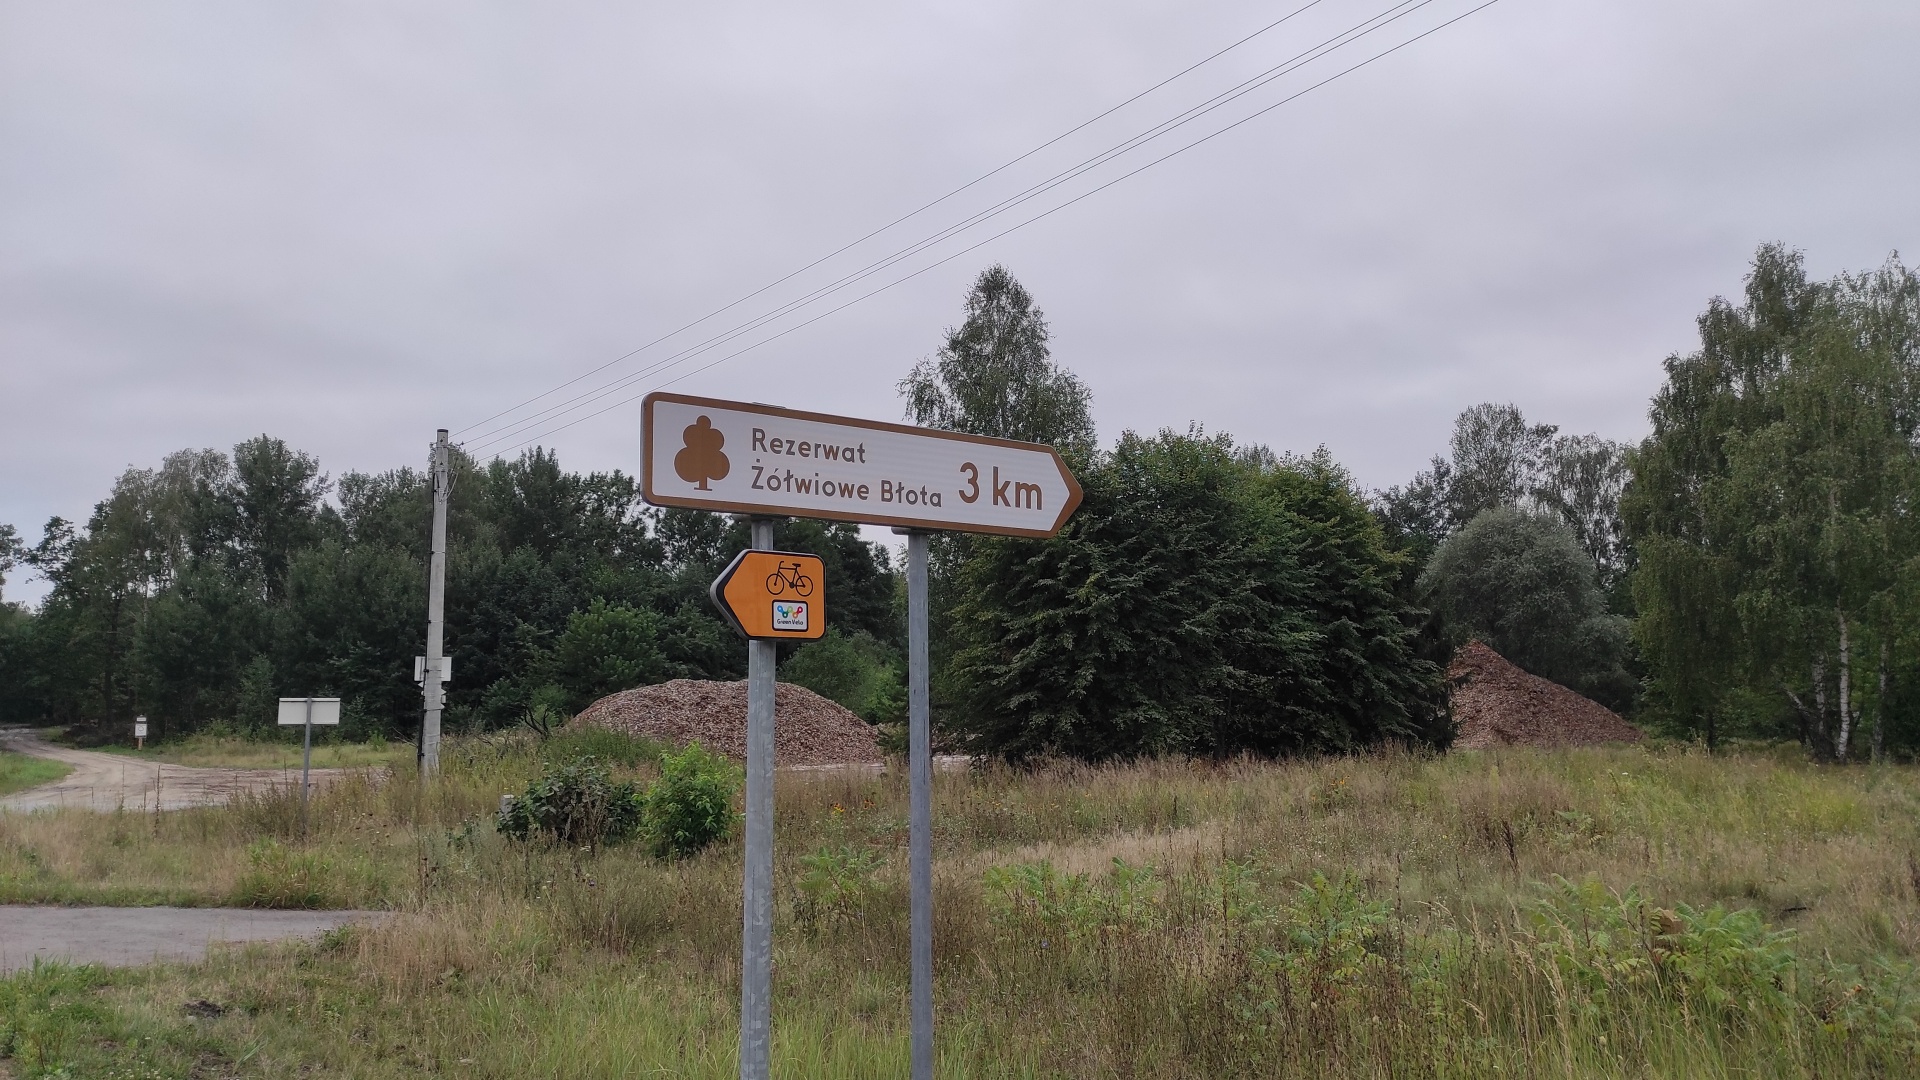 Rezerwat
Żółwiowe Błota 3 km
Green Velo